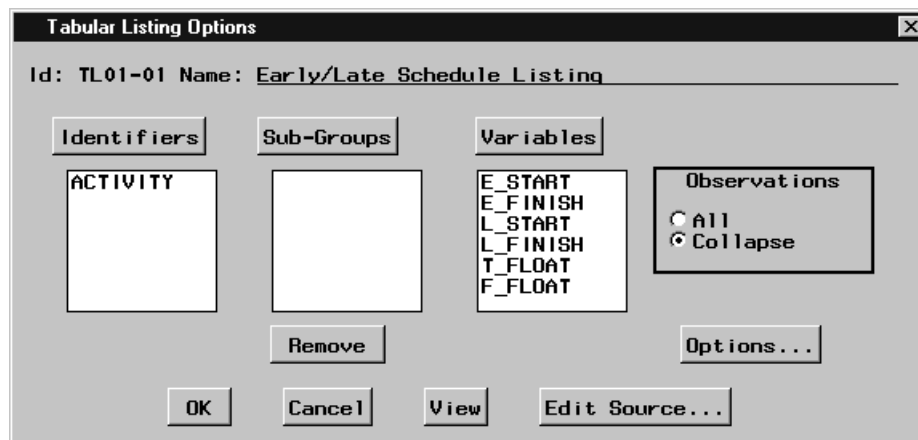 Tabular Listing Options
Id: TL01-01 Name: Early/Late Schedule Listing
Identifiers Sub-Groups Variables
ACTIVITY
E_START
E_FINISH
L_START
L_FINISH
T_FLOAT
F_FLOAT
Observations
All
Collapse
Remove Options...
OK Cancel View Edit Source...